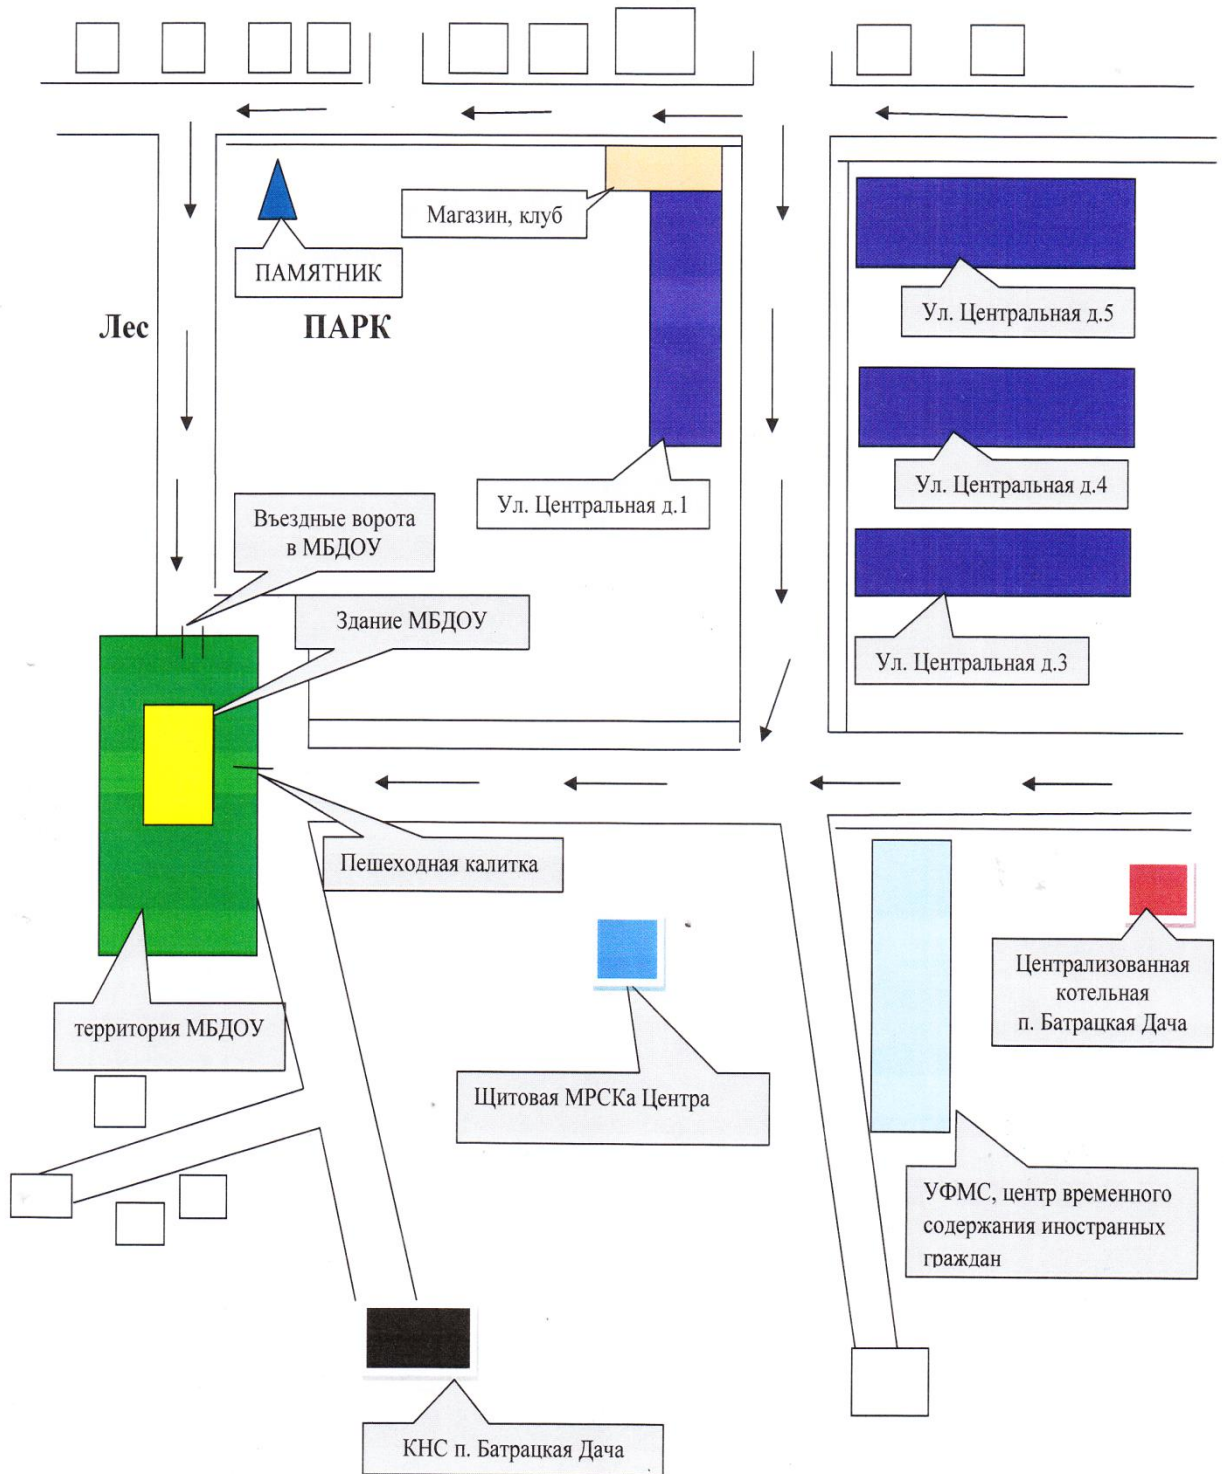 Магазин, клуб
ПАМЯТНИК
Лес
ПАРК
Ул. Центральная д.5
Ул. Центральная д.4
Ул. Центральная д.1
Въездные ворота
в МБДОУ
Здание МБДОУ
Ул. Центральная д.3
Пешеходная калитка
территория МБДОУ
Щитовая МРСКа Центра
Централизованная
котельная
п. Батрацкая Дача
УФМС, центр временного
содержания иностранных
граждан
КНС п. Батрацкая Дача